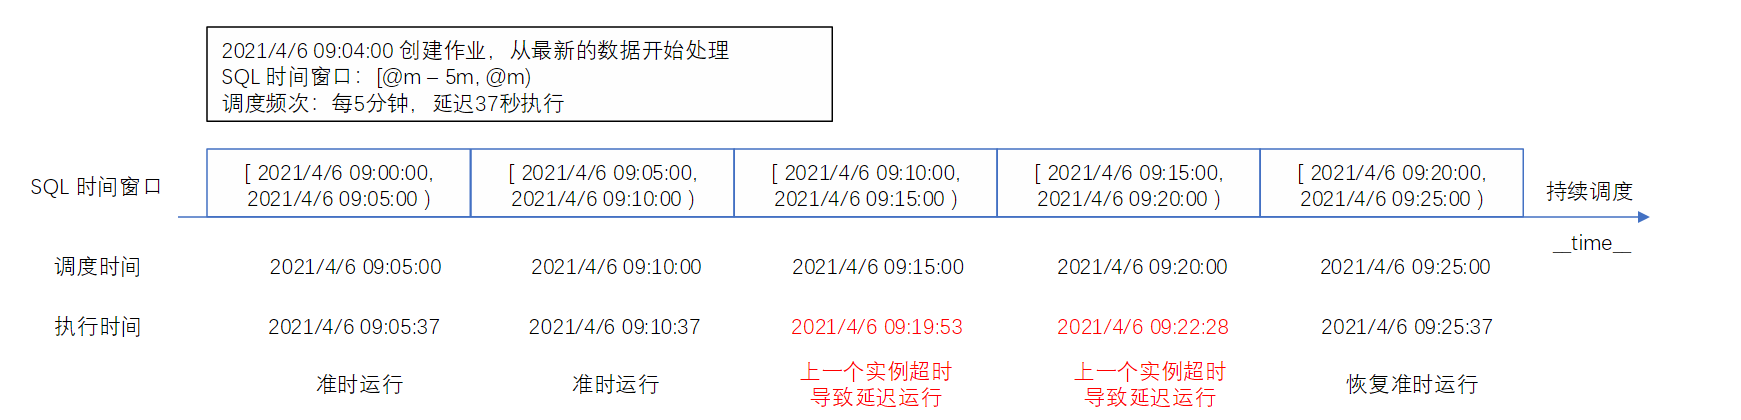 2021/4/6 09:04:00 创建作业，从最新的数据开始处理
SQL 时间窗口：[@m – 5m, @m)
调度频次：每5分钟，延迟37秒执行
SQL 时间窗口
[ 2021/4/6 09:00:00,
2021/4/6 09:05:00 )
[ 2021/4/6 09:05:00,
2021/4/6 09:10:00 )
[ 2021/4/6 09:10:00,
2021/4/6 09:15:00 )
[ 2021/4/6 09:15:00,
2021/4/6 09:20:00 )
[ 2021/4/6 09:20:00,
2021/4/6 09:25:00 )
持续调度
__time__
调度时间
2021/4/6 09:05:00
2021/4/6 09:10:00
2021/4/6 09:15:00
2021/4/6 09:20:00
2021/4/6 09:25:00
执行时间
2021/4/6 09:05:37
2021/4/6 09:10:37
2021/4/6 09:19:53
2021/4/6 09:22:28
2021/4/6 09:25:37
准时运行
准时运行
上一个实例超时
导致延迟运行
上一个实例超时
导致延迟运行
恢复准时运行